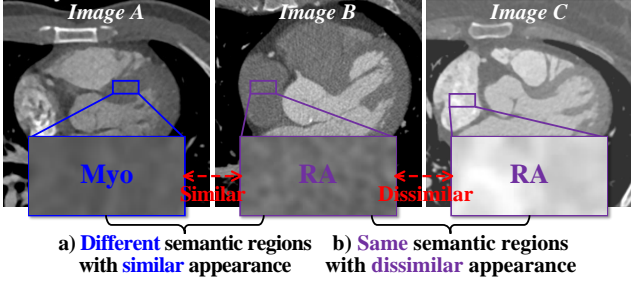 Image A
Image B
Image C
Myo
RA
RA
Similar
Dissimilar
a) Different semantic regions
with similar appearance
b) Same semantic regions
with dissimilar appearance